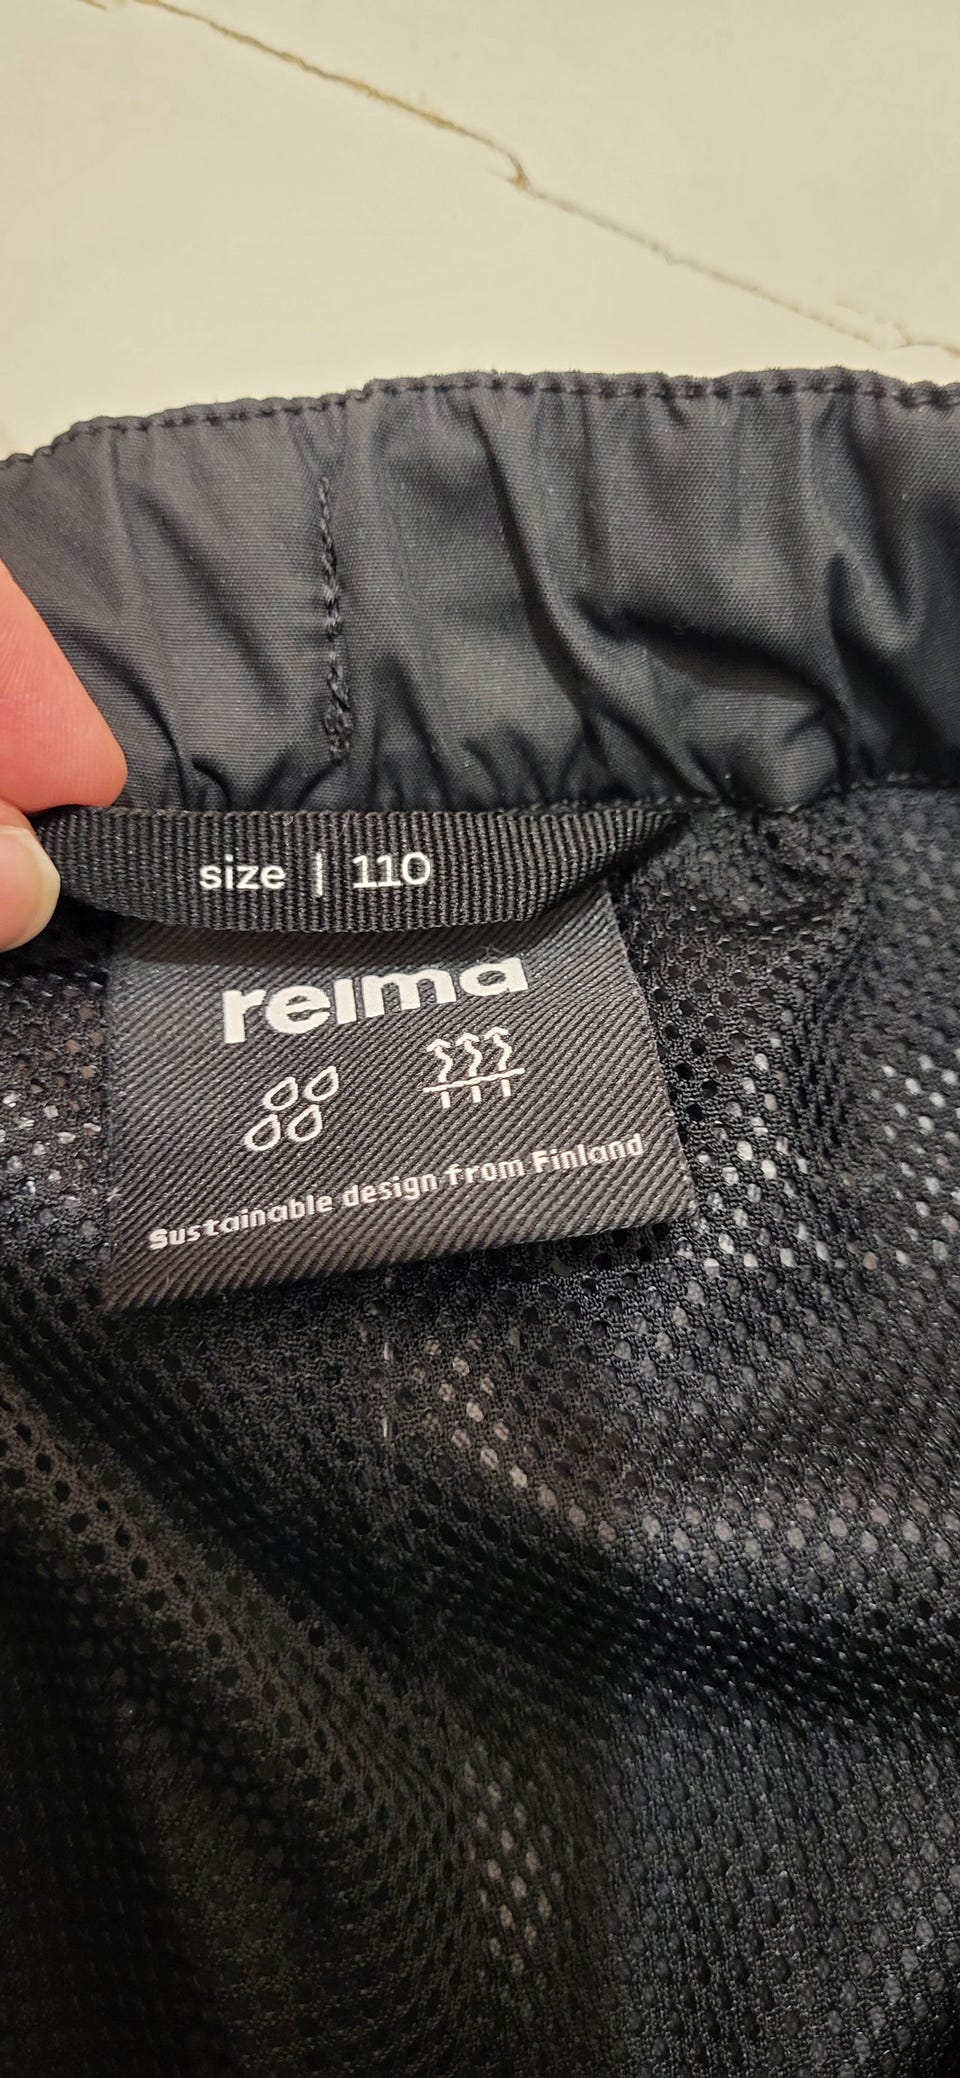 size | 110
reima
Sustainable design from Finland